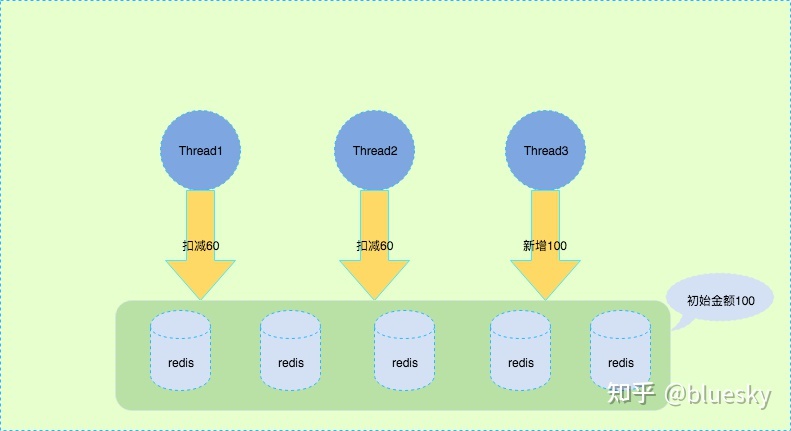 Thread1
Thread2
Thread3
扣减60
扣减60
新增100
初始金额100
redis
redis
redis
redis
redis
知乎 @bluesky